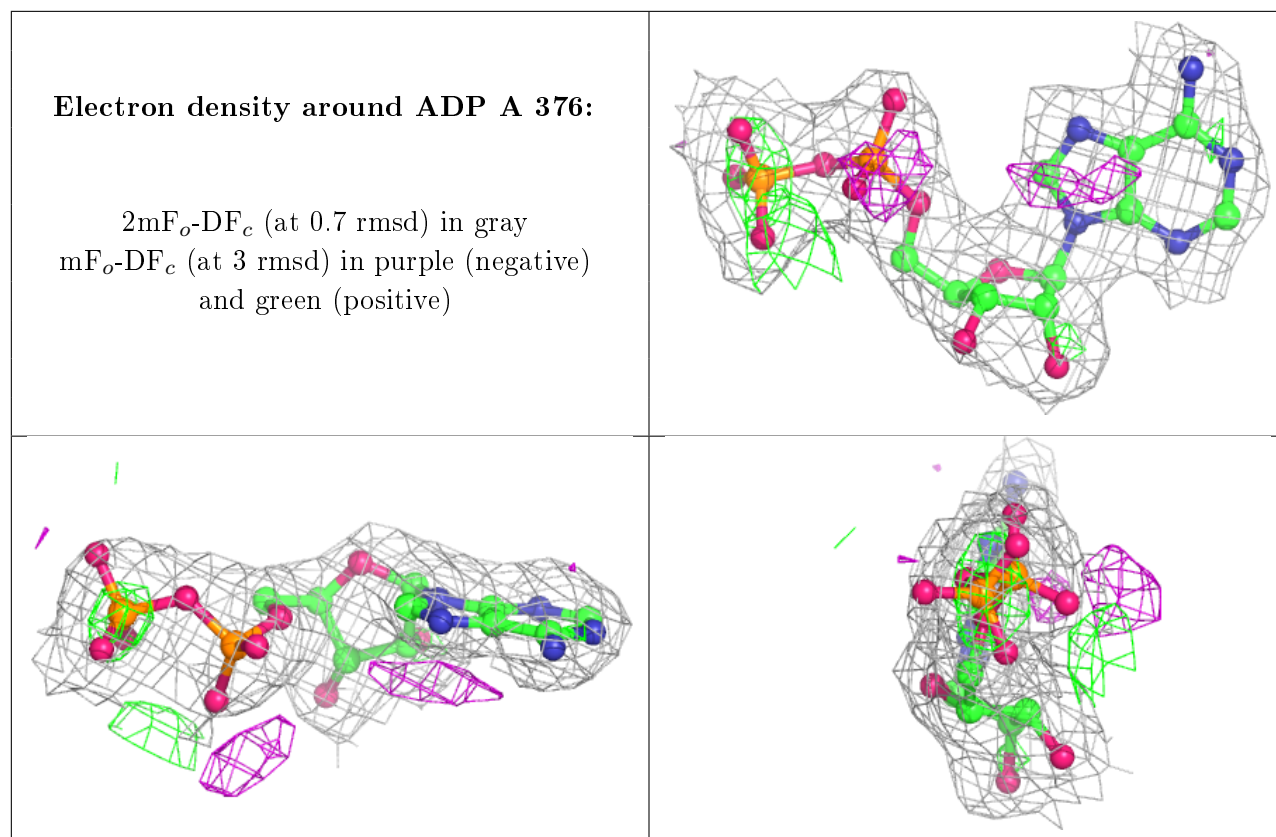 Electron density around ADP A 376:
2mFo-DFc (at 0.7 rmsd) in gray
mFo-DFc (at 3 rmsd) in purple (negative)
and green (positive)